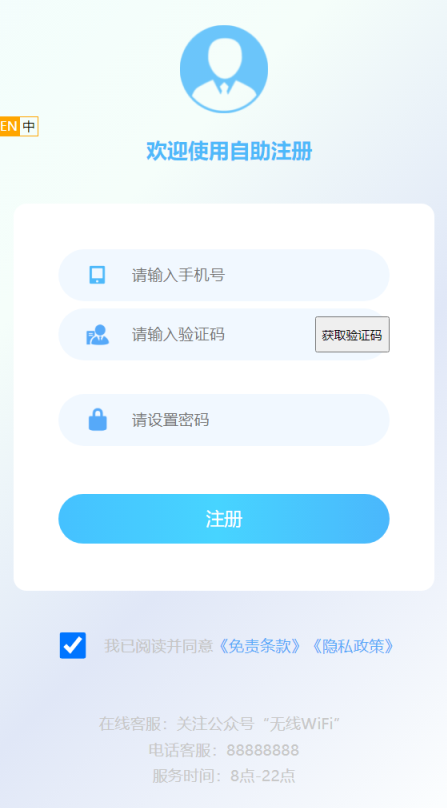 EN 中
欢迎使用自助注册
请输入手机号
请输入验证码 获取验证码
请设置密码
注册
我已阅读并同意《免责条款》《隐私政策》
在线客服：关注公众号“无线WiFi”
电话客服：88888888
服务时间：8点-22点